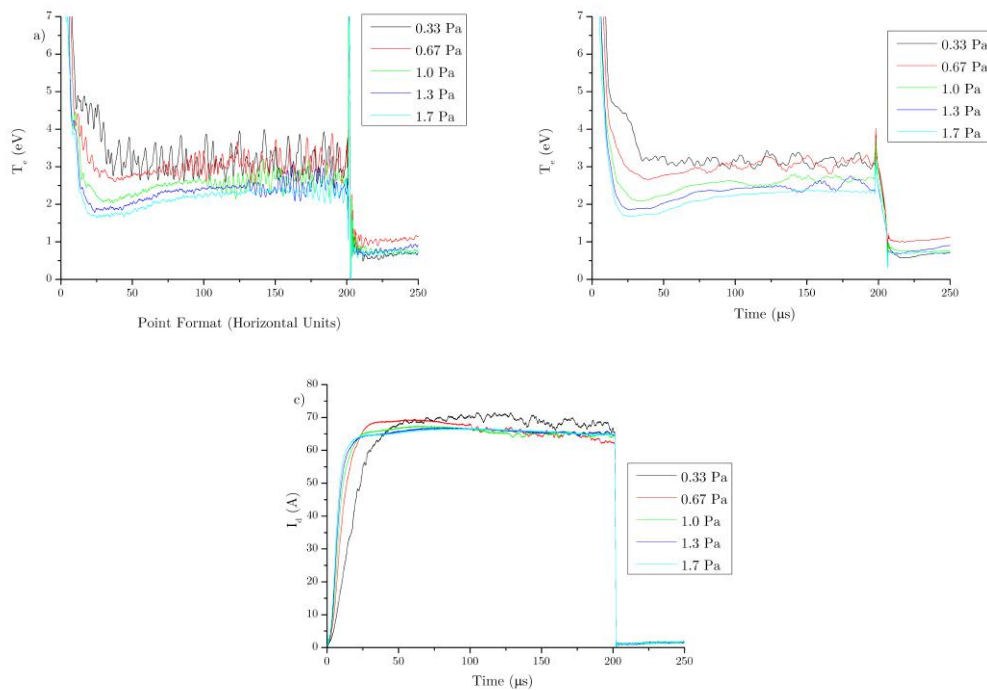 a)
7
6
5
4
3
2
1
0
T_e (eV)
0 50 100 150 200 250
Point Format (Horizontal Units)
0.33 Pa
0.67 Pa
1.0 Pa
1.3 Pa
1.7 Pa
7
6
5
4
3
2
1
0
T_e (eV)
0 50 100 150 200 250
Time (μs)
0.33 Pa
0.67 Pa
1.0 Pa
1.3 Pa
1.7 Pa
c)
80
70
60
50
40
30
20
10
0
I_d (A)
0 50 100 150 200 250
Time (μs)
0.33 Pa
0.67 Pa
1.0 Pa
1.3 Pa
1.7 Pa